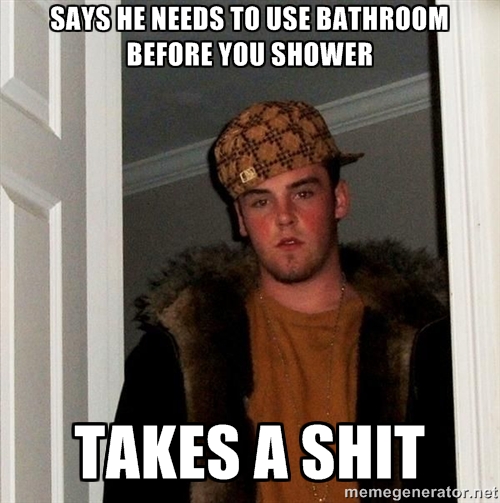 SAYS HE NEEDS TO USE BATHROOM
BEFORE YOU SHOWER
TAKES A SHIT
memegenerator.net